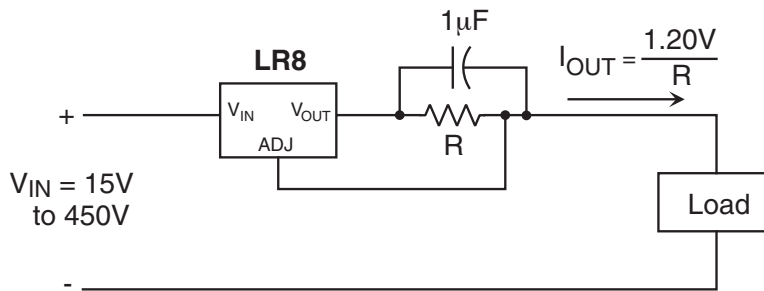 1μF
LR8
I_OUT = 1.20V / R
+
V_IN
V_OUT
ADJ
R
V_IN = 15V
to 450V
Load
-